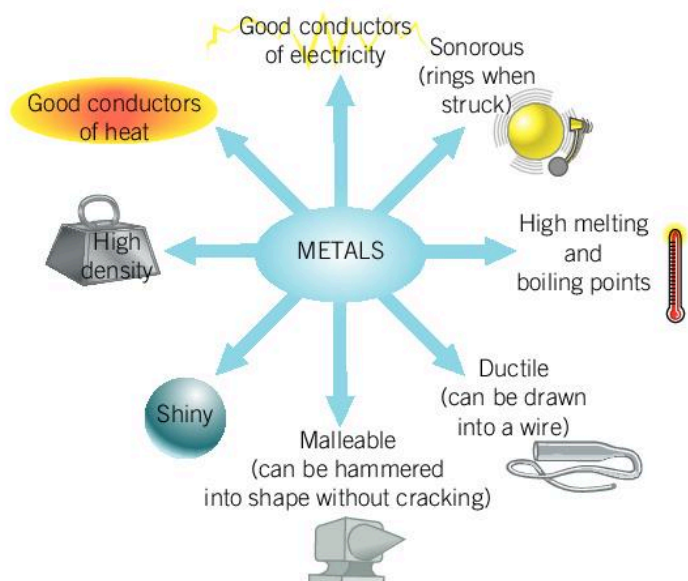 Good conductors
of electricity
Sonorous
(rings when
struck)
Good conductors
of heat
High melting
and
boiling points
METALS
High
density
Ductile
(can be drawn
into a wire)
Shiny
Malleable
(can be hammered
into shape without cracking)